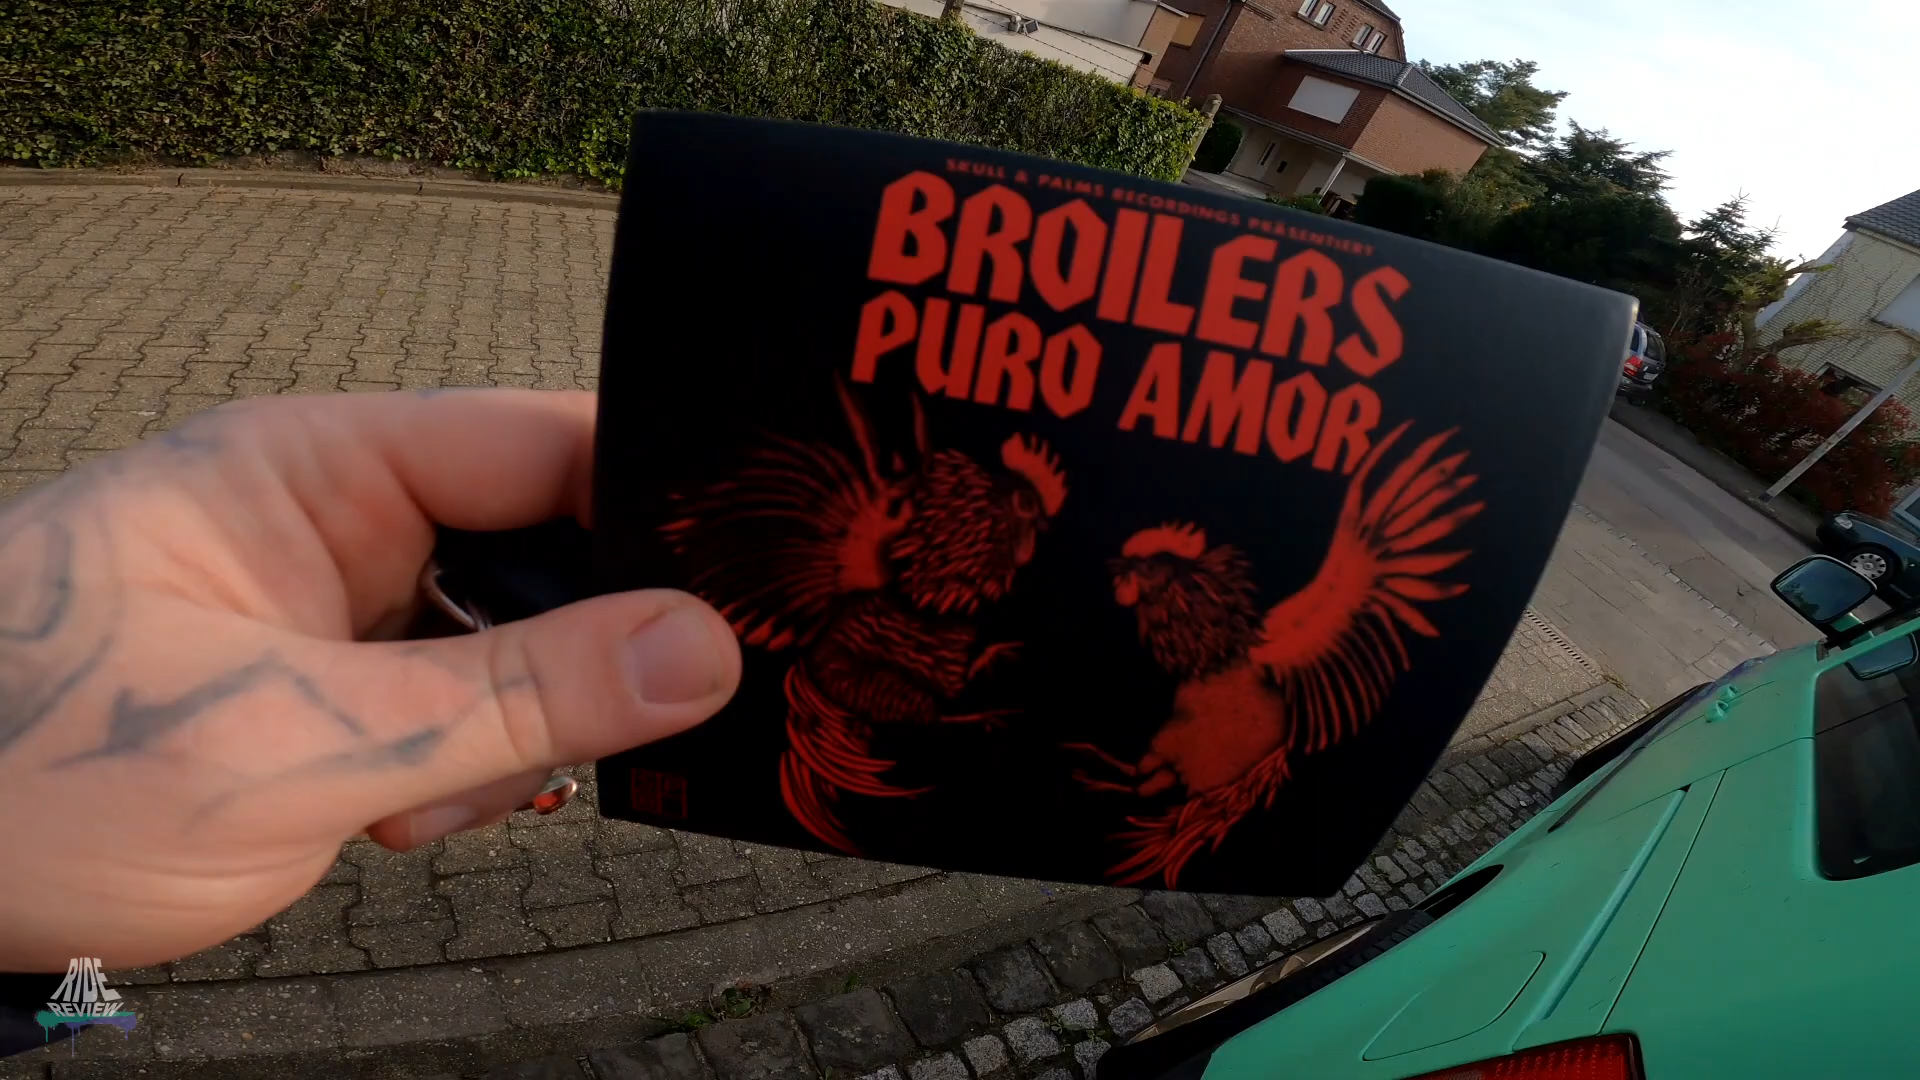 SKULL & PALMS RECORDINGS PRÄSENTIERT
BROILERS
PURO AMOR
RIDE
REVIEW